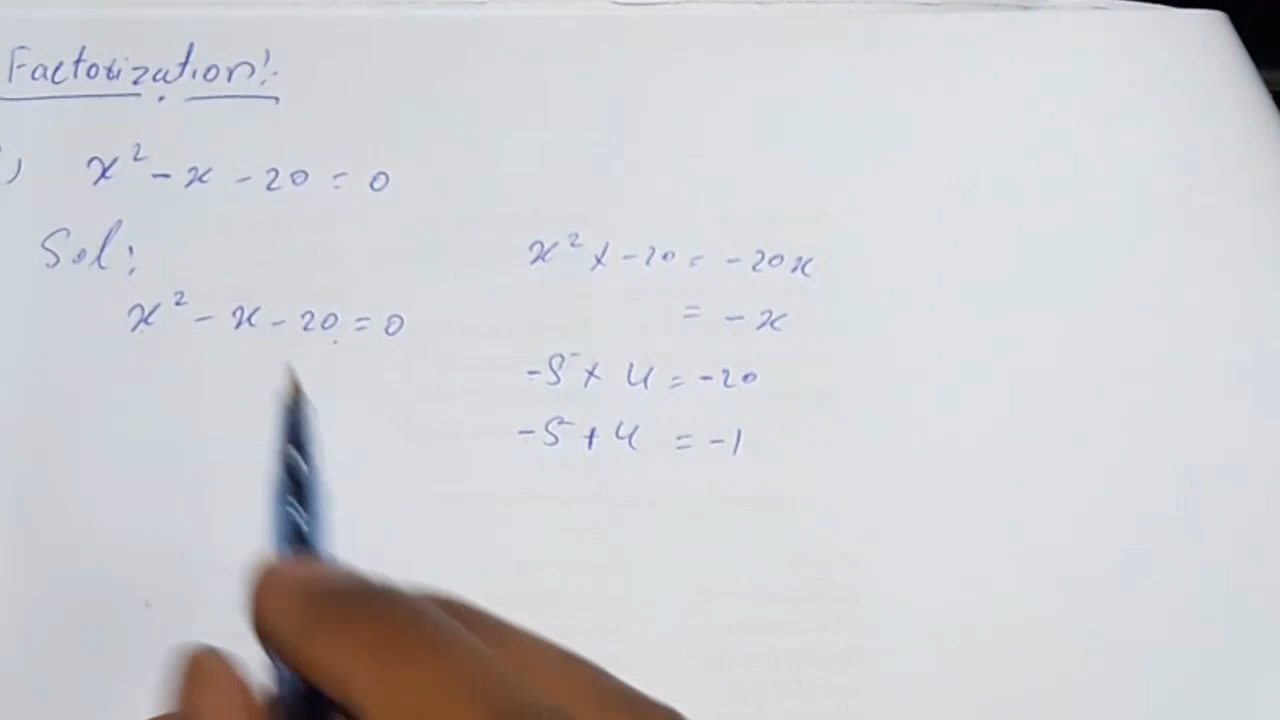 Factorization:
) x² - x - 20 = 0
Sol:
x² - x - 20 = 0
x² × -20 = -20x
= -x
-5 × 4 = -20
-5 + 4 = -1